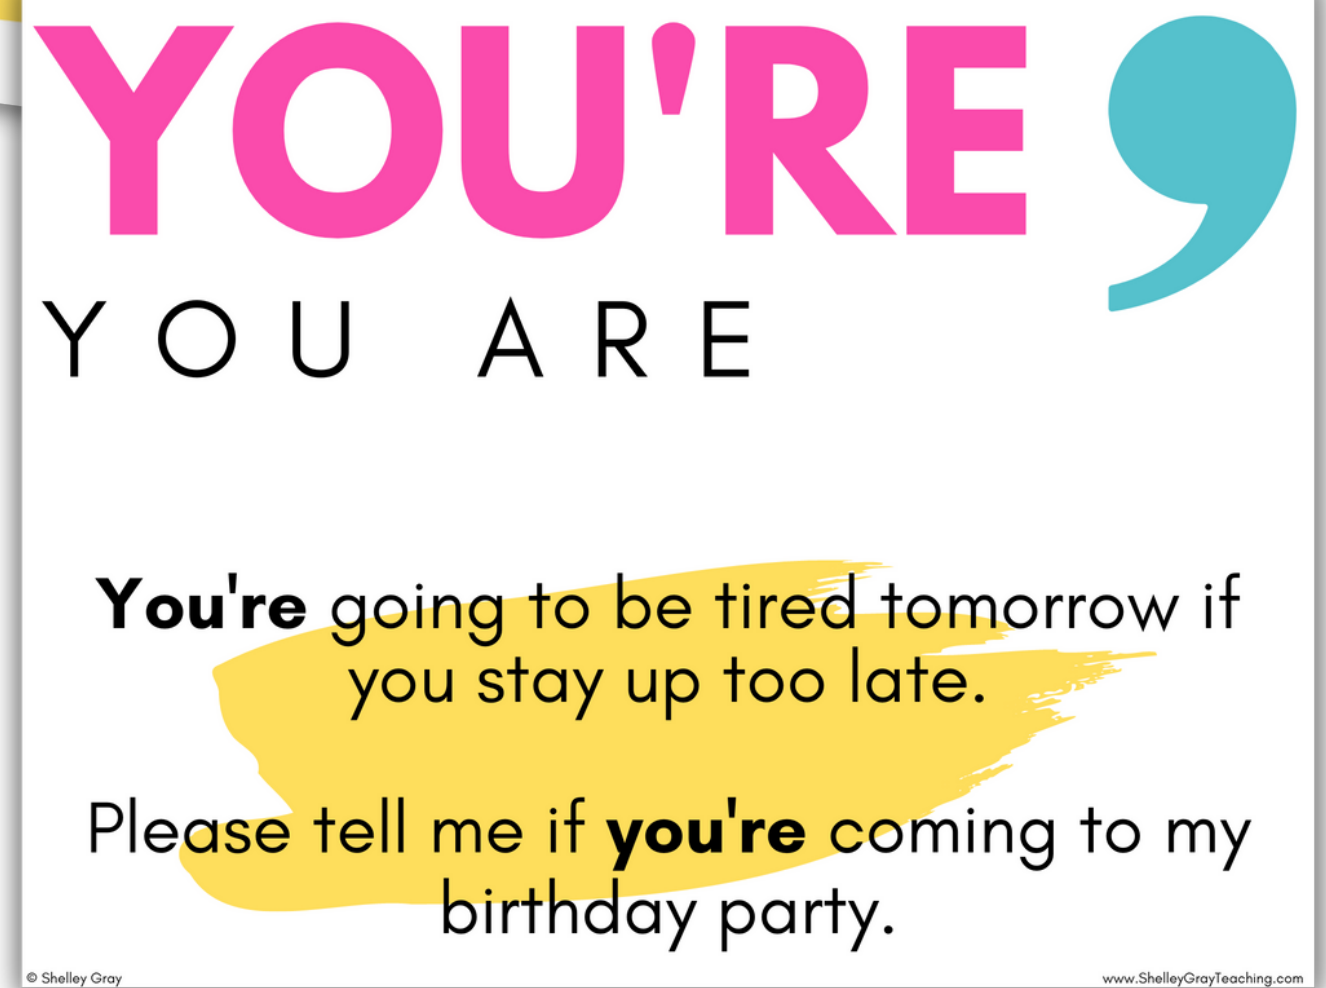 YOU'RE ,
YOU ARE
You're going to be tired tomorrow if
you stay up too late.
Please tell me if you're coming to my
birthday party.
© Shelley Gray
www.ShelleyGrayTeaching.com